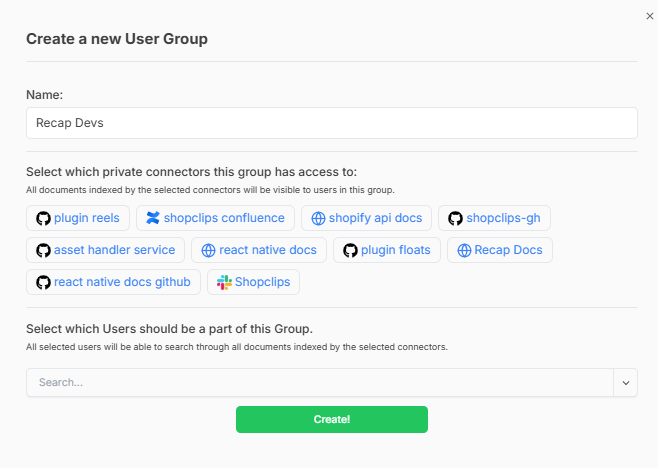 ×
Create a new User Group
Name:
Recap Devs
Select which private connectors this group has access to:
All documents indexed by the selected connectors will be visible to users in this group.
plugin reels shopclips confluence shopify api docs shopclips-gh
asset handler service react native docs plugin floats Recap Docs
react native docs github Shopclips
Select which Users should be a part of this Group.
All selected users will be able to search through all documents indexed by the selected connectors.
Search...
Create!